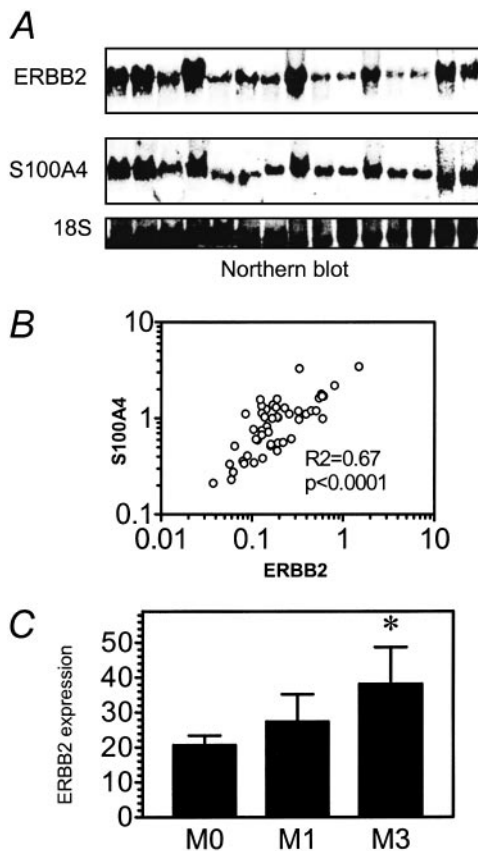 A
ERBB2
S100A4
18S
Northern blot
B
10
1
0.1
S100A4
R2=0.67
p<0.0001
0.01 0.1 1 10
ERBB2
C
50
40
30
20
10
0
ERBB2 expression
*
M0 M1 M3